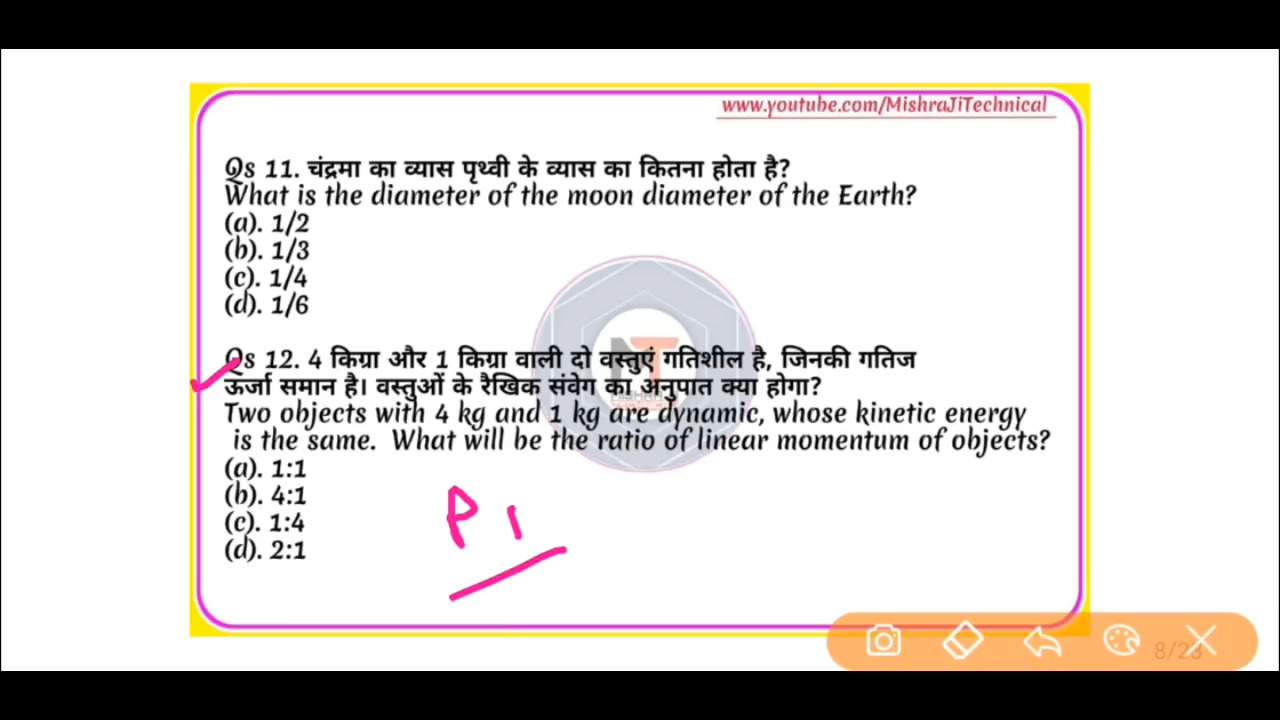 www.youtube.com/MishraJiTechnical
Qs 11. चंद्रमा का व्यास पृथ्वी के व्यास का कितना होता है?
What is the diameter of the moon diameter of the Earth?
(a). 1/2
(b). 1/3
(c). 1/4
(d). 1/6
Qs 12. 4 किग्रा और 1 किग्रा वाली दो वस्तुएं गतिशील है, जिनकी गतिज
ऊर्जा समान है। वस्तुओं के रैखिक संवेग का अनुपात क्या होगा?
Two objects with 4 kg and 1 kg are dynamic, whose kinetic energy
is the same. What will be the ratio of linear momentum of objects?
(a). 1:1
(b). 4:1
(c). 1:4
(d). 2:1
P1
8/23